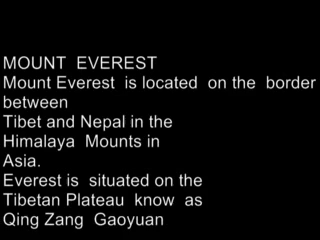 MOUNT EVEREST
Mount Everest is located on the border
between
Tibet and Nepal in the
Himalaya Mounts in
Asia.
Everest is situated on the
Tibetan Plateau know as
Qing Zang Gaoyuan